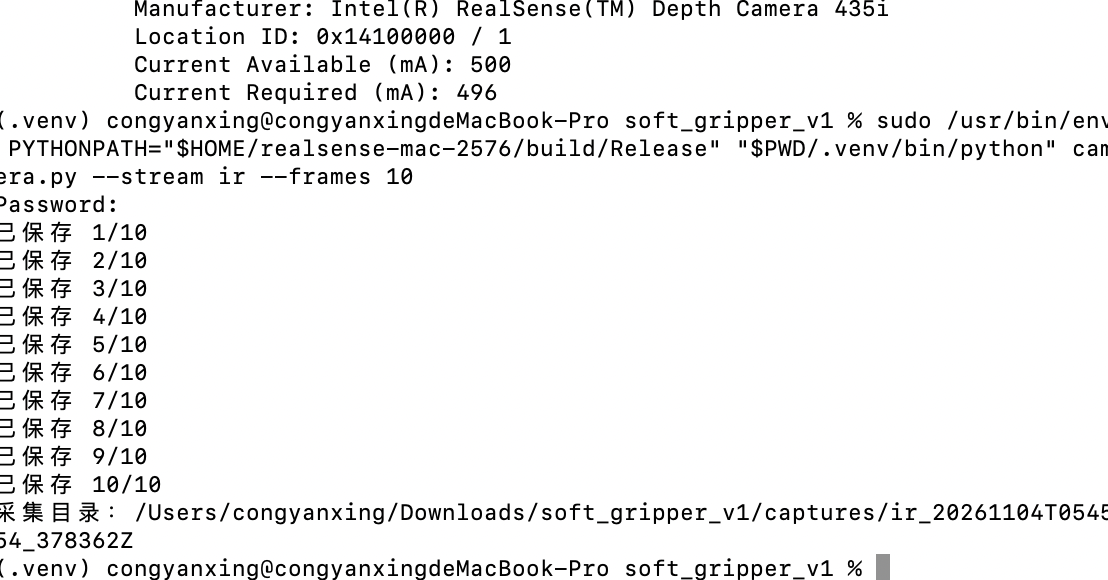 Manufacturer: Intel(R) RealSense(TM) Depth Camera 435i
Location ID: 0x14100000 / 1
Current Available (mA): 500
Current Required (mA): 496
(.venv) congyanxing@congyanxingdeMacBook-Pro soft_gripper_v1 % sudo /usr/bin/env
PYTHONPATH="$HOME/realsense-mac-2576/build/Release" "$PWD/.venv/bin/python" cam
era.py --stream ir --frames 10
Password:
已保存 1/10
已保存 2/10
已保存 3/10
已保存 4/10
已保存 5/10
已保存 6/10
已保存 7/10
已保存 8/10
已保存 9/10
已保存 10/10
采集目录: /Users/congyanxing/Downloads/soft_gripper_v1/captures/ir_20261104T0545
54_378362Z
(.venv) congyanxing@congyanxingdeMacBook-Pro soft_gripper_v1 %